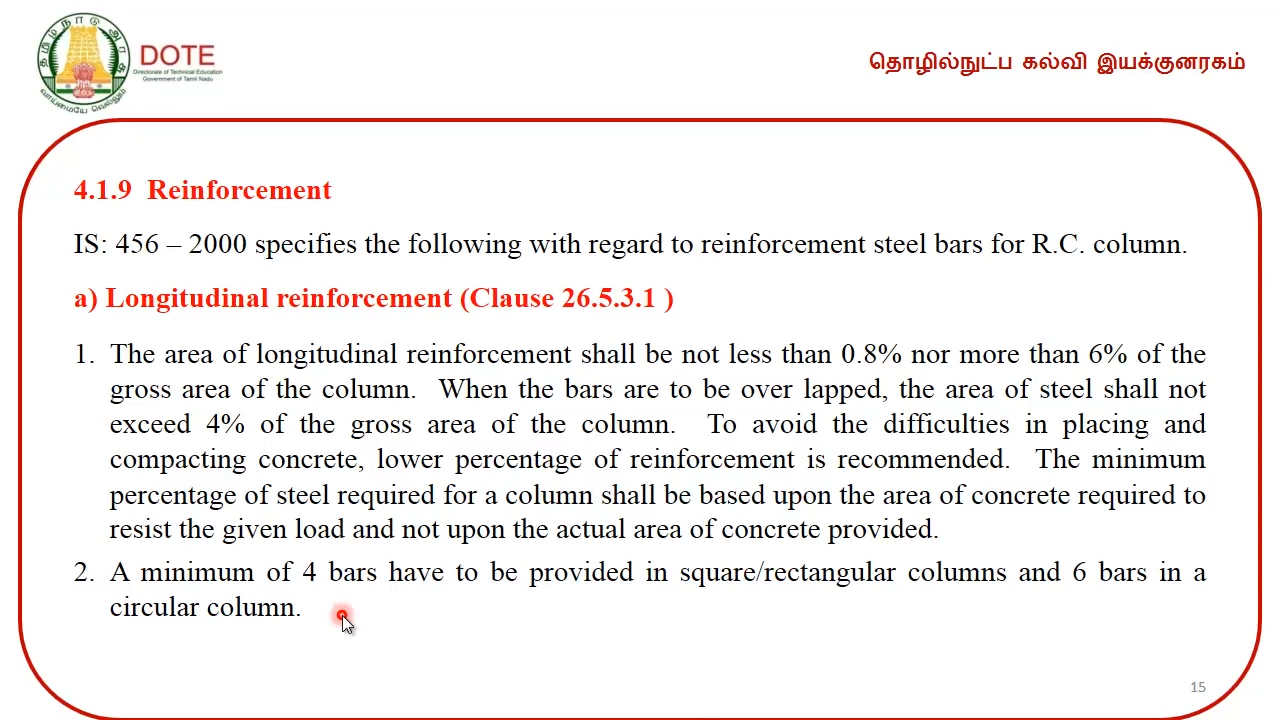 தமிழ்நாடு அரசு
வாய்மையே வெல்லும்
DOTE
Directorate of Technical Education
Government of Tamil Nadu
தொழில்நுட்ப கல்வி இயக்குனரகம்
4.1.9 Reinforcement
IS: 456 – 2000 specifies the following with regard to reinforcement steel bars for R.C. column.
a) Longitudinal reinforcement (Clause 26.5.3.1 )
1. The area of longitudinal reinforcement shall be not less than 0.8% nor more than 6% of the
gross area of the column. When the bars are to be over lapped, the area of steel shall not
exceed 4% of the gross area of the column. To avoid the difficulties in placing and
compacting concrete, lower percentage of reinforcement is recommended. The minimum
percentage of steel required for a column shall be based upon the area of concrete required to
resist the given load and not upon the actual area of concrete provided.
2. A minimum of 4 bars have to be provided in square/rectangular columns and 6 bars in a
circular column.
15